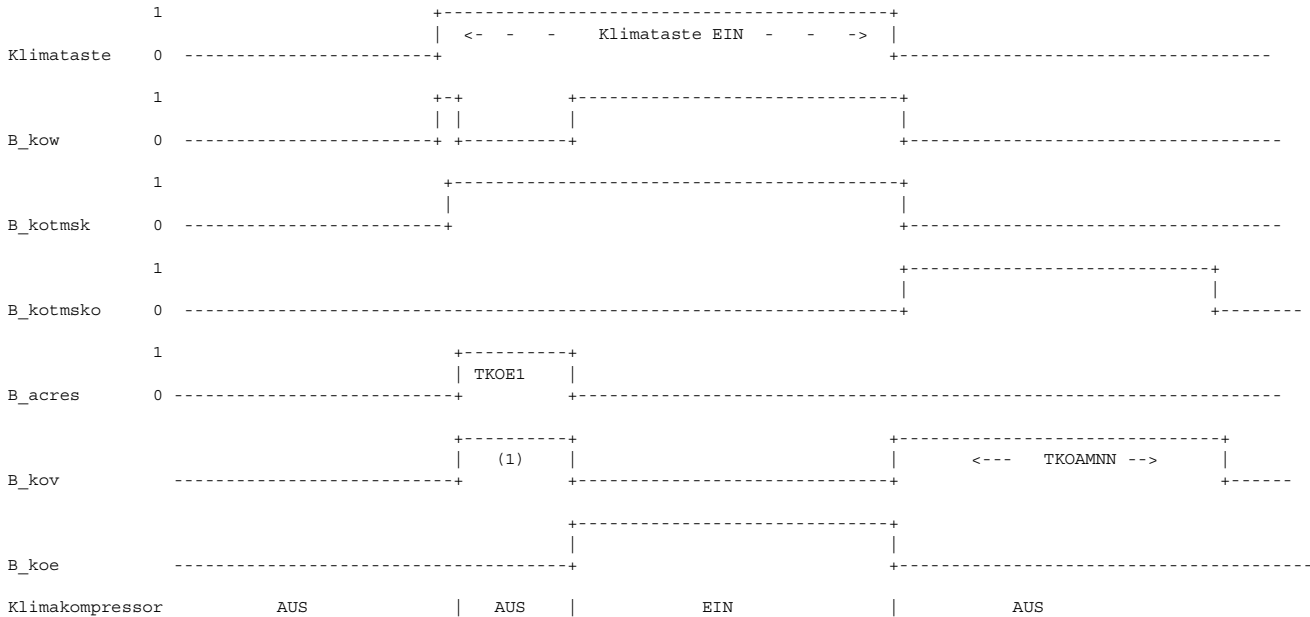 1
<- - - Klimataste EIN - - ->
Klimataste 0
1
B_kow 0
1
B_kotmsk 0
1
B_kotmsko 0
1
TKOE1
B_acres 0
(1) <--- TKOAMNN -->
B_kov
B_koe
Klimakompressor AUS | AUS | EIN | AUS